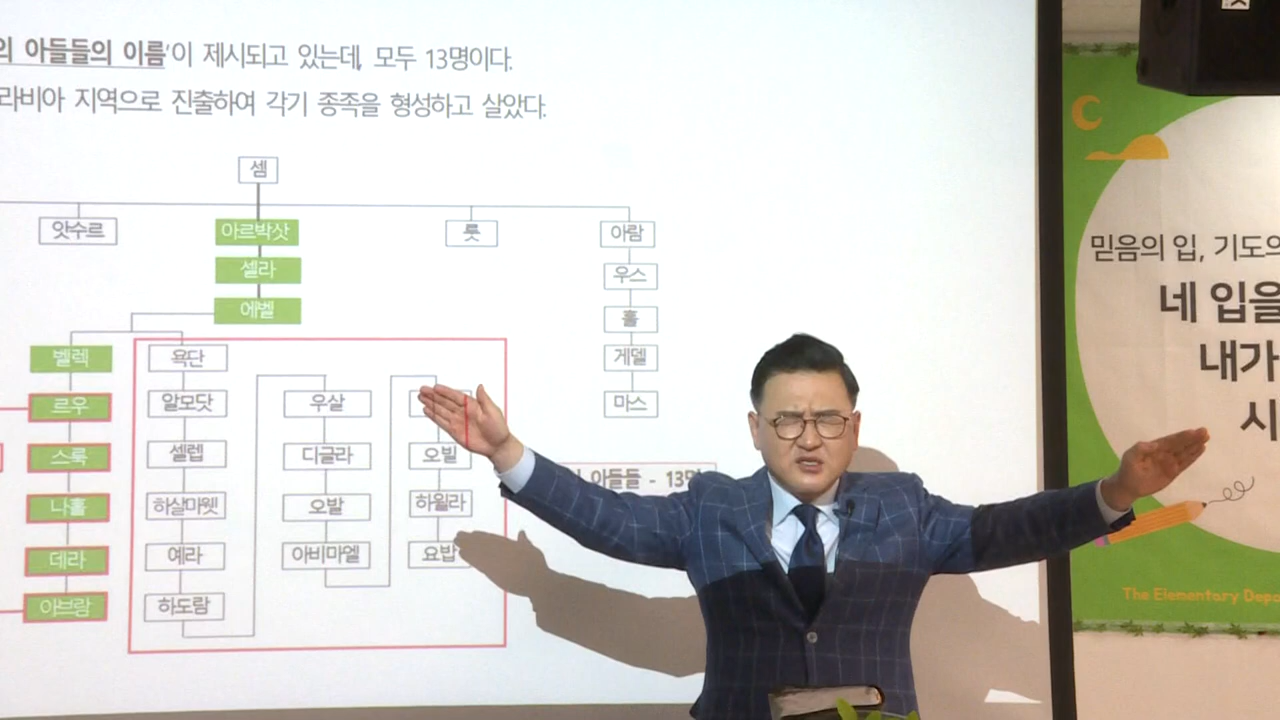 의 아들들의 이름'이 제시되고 있는데, 모두 13명이다.
라비아 지역으로 진출하여 각기 종족을 형성하고 살았다.
셈
앗수르
아르박삿
룻
아람
셀라
우스
에벨
훌
벨렉
욕단
게델
르우
알모닷
우살
마스
스룩
셀렙
디글라
오빌
아들들 - 13명
나홀
하살마웻
오발
하윌라
데라
예라
아비마엘
요밥
아브람
하도람
믿음의 입, 기도의
네 입을
내가
시
The Elementary Depa